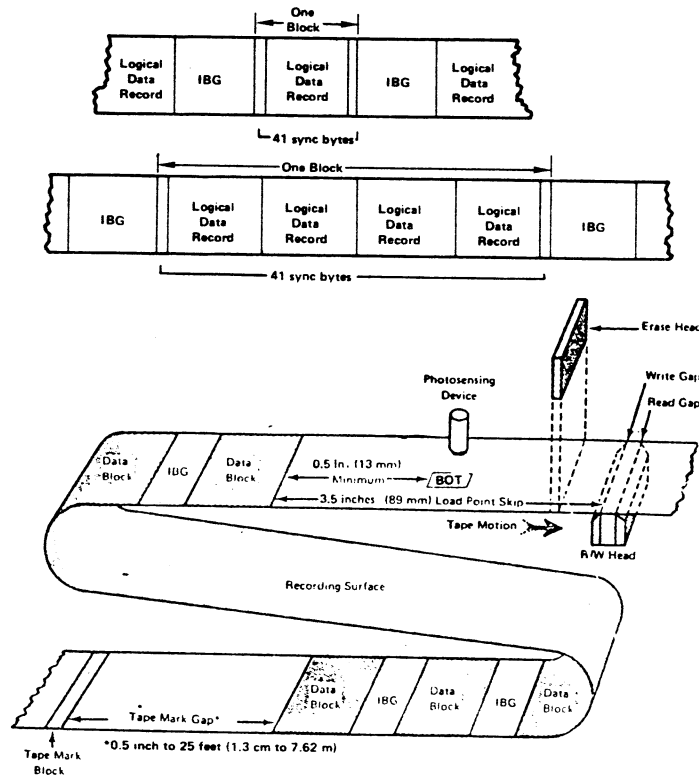 One
Block
Logical
Data
Record
IBG
Logical
Data
Record
IBG
Logical
Data
Record
41 sync bytes
One Block
IBG
Logical
Data
Record
Logical
Data
Record
Logical
Data
Record
Logical
Data
Record
IBG
41 sync bytes
Erase Head
Write Gap
Read Gap
Photosensing
Device
Data
Block
IBG
Data
Block
0.5 In. (13 mm)
Minimum
BOT
3.5 inches (89 mm) Load Point Skip
Tape Motion
R/W Head
Recording Surface
Data
Block
IBG
Data
Block
IBG
Data
Block
Tape Mark Gap*
*0.5 inch to 25 feet (1.3 cm to 7.62 m)
Tape Mark
Block